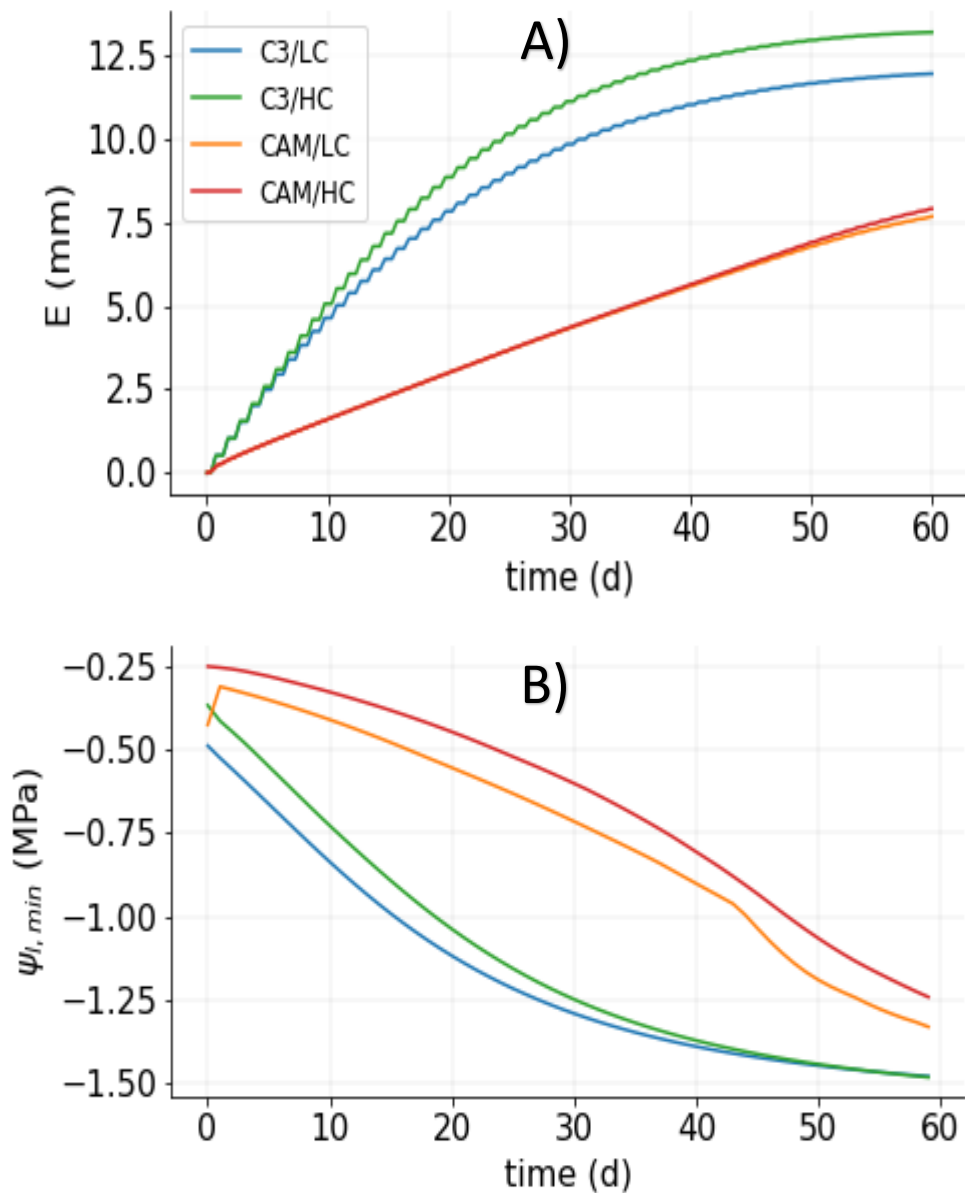 A)
C3/LC
C3/HC
CAM/LC
CAM/HC
E (mm)
12.5
10.0
7.5
5.0
2.5
0.0
0 10 20 30 40 50 60
time (d)
B)
ψl, min (MPa)
−0.25
−0.50
−0.75
−1.00
−1.25
−1.50
0 10 20 30 40 50 60
time (d)